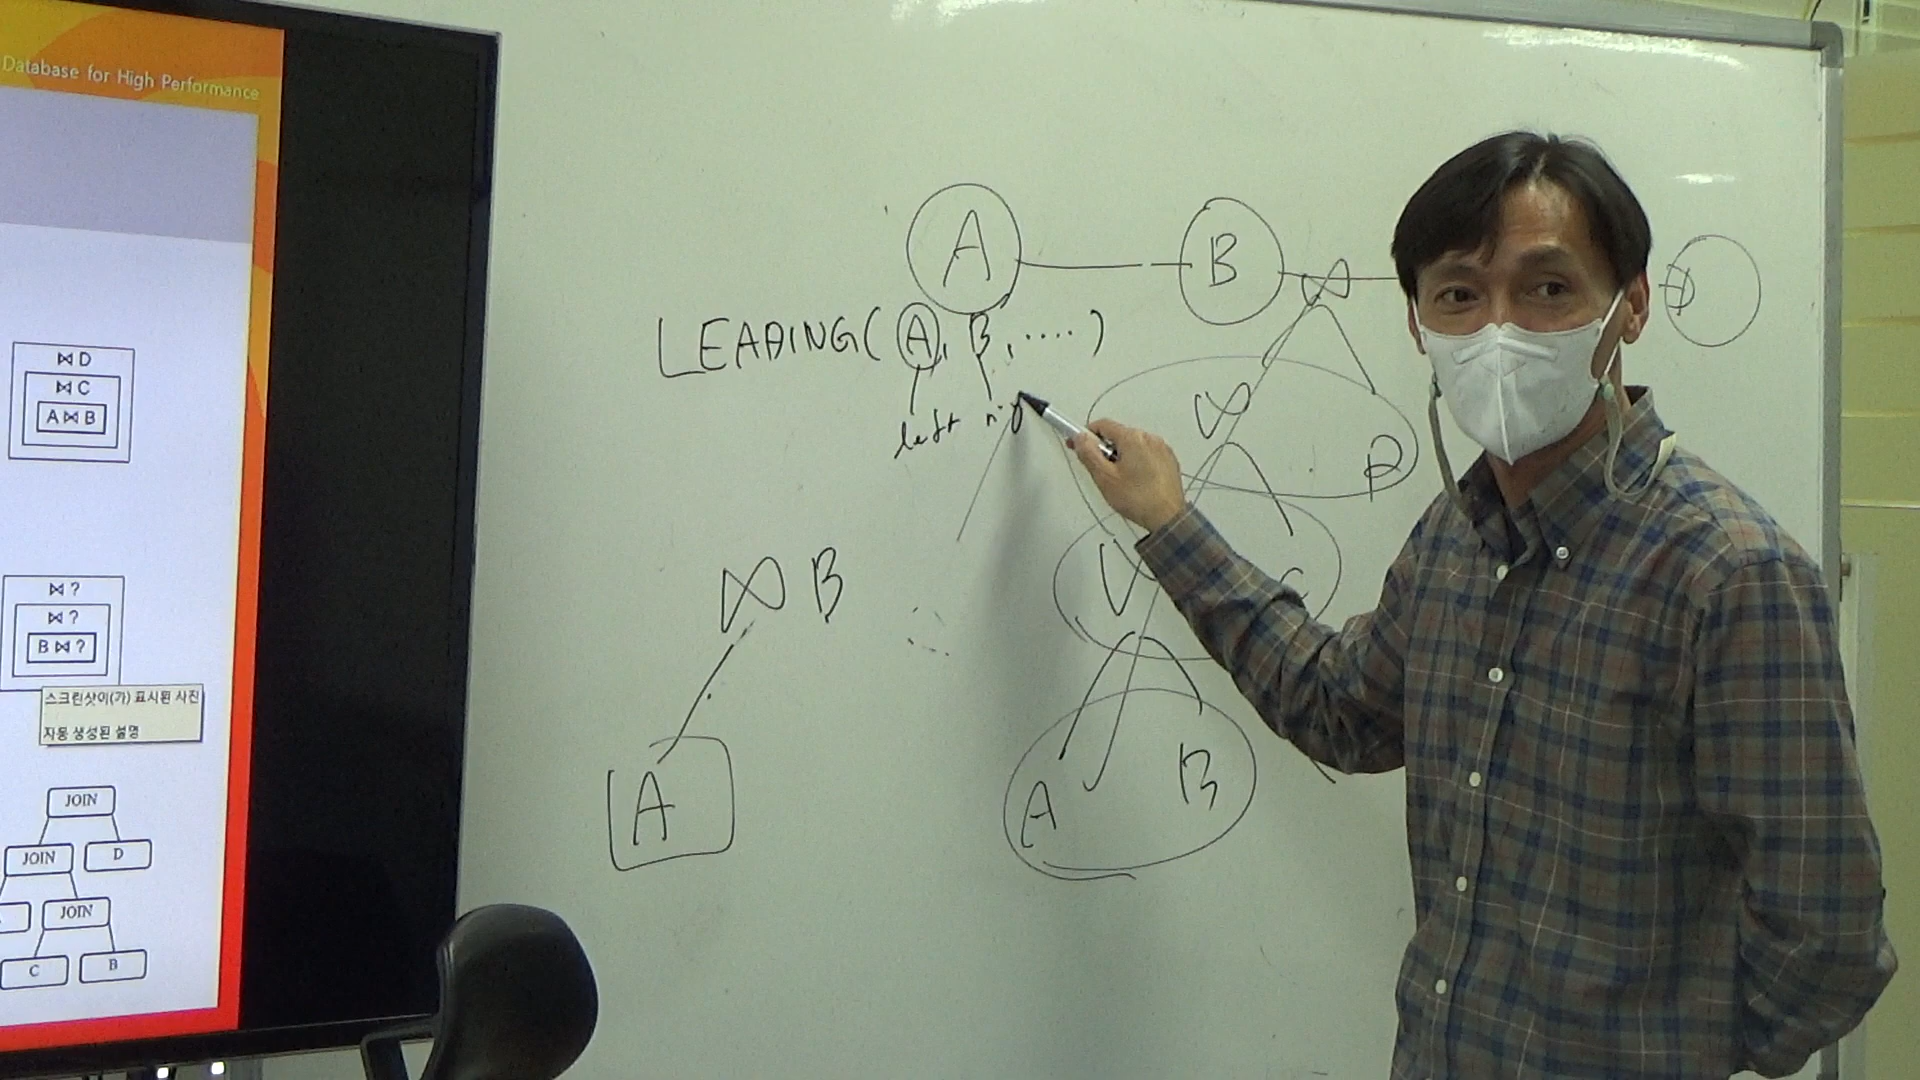 Database for High Performance
⋈ D
⋈ C
A ⋈ B
⋈ ?
⋈ ?
B ⋈ ?
스크린샷이(가) 표시된 사진
자동 생성된 설명
JOIN
JOIN
D
JOIN
C
B
A
B
D
LEADING(A, B, ....)
left
⋈
⋈
D
⋈ B
C
A
A
B